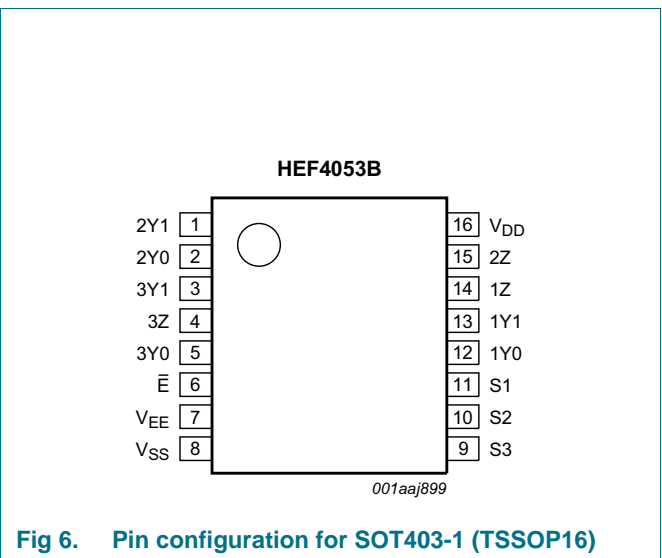 HEF4053B
2Y1 1 16 VDD
2Y0 2 15 2Z
3Y1 3 14 1Z
3Z 4 13 1Y1
3Y0 5 12 1Y0
E̅ 6 11 S1
VEE 7 10 S2
VSS 8 9 S3
001aaj899
Fig 6. Pin configuration for SOT403-1 (TSSOP16)